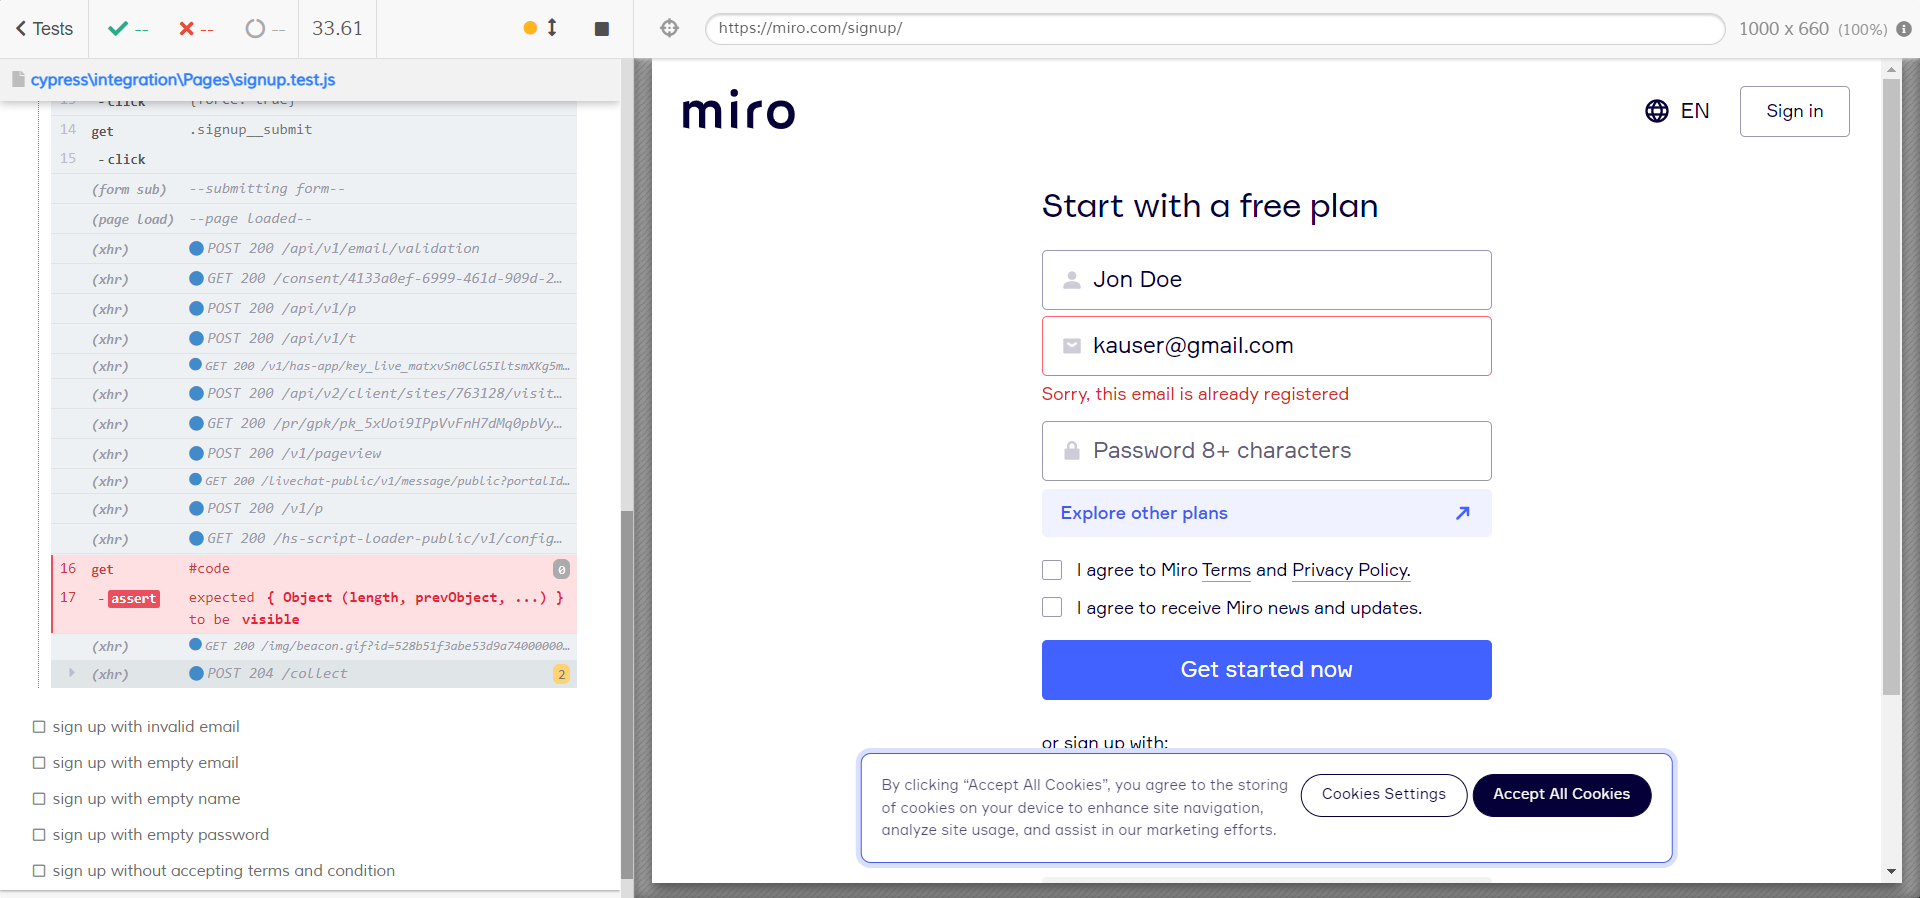 Tests -- -- -- 33.61
https://miro.com/signup/ 1000 x 660 (100%)
cypress\integration\Pages\signup.test.js
13 -click {force: true}
14 get .signup__submit
15 -click
(form sub) --submitting form--
(page load) --page loaded--
(xhr) POST 200 /api/v1/email/validation
(xhr) GET 200 /consent/4133a0ef-6999-461d-909d-2…
(xhr) POST 200 /api/v1/p
(xhr) POST 200 /api/v1/t
(xhr) GET 200 /v1/has-app/key_live_matxvSn0ClG5IltsmXKg5m…
(xhr) POST 200 /api/v2/client/sites/763128/visit…
(xhr) GET 200 /pr/gpk/pk_5xUoi9IPpVvFnH7dMq0pbVy…
(xhr) POST 200 /v1/pageview
(xhr) GET 200 /livechat-public/v1/message/public?portalId…
(xhr) POST 200 /v1/p
(xhr) GET 200 /hs-script-loader-public/v1/config…
16 get #code 0
17 -assert expected { Object (length, prevObject, ...) }
to be visible
(xhr) GET 200 /img/beacon.gif?id=528b51f3abe53d9a74000000…
(xhr) POST 204 /collect 2
sign up with invalid email
sign up with empty email
sign up with empty name
sign up with empty password
sign up without accepting terms and condition
miro
EN
Sign in
Start with a free plan
Jon Doe
kauser@gmail.com
Sorry, this email is already registered
Password 8+ characters
Explore other plans
I agree to Miro Terms and Privacy Policy.
I agree to receive Miro news and updates.
Get started now
or sign up with:
By clicking “Accept All Cookies”, you agree to the storing
of cookies on your device to enhance site navigation,
analyze site usage, and assist in our marketing efforts.
Cookies Settings
Accept All Cookies